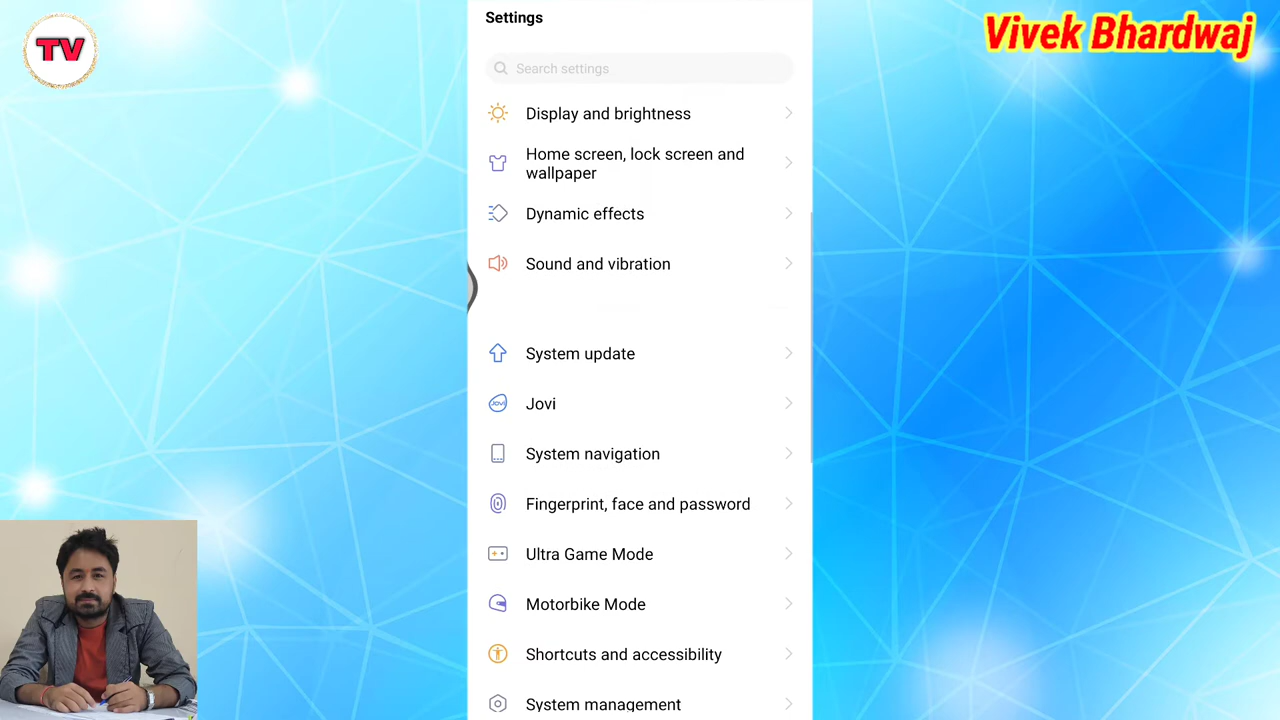 TV
Vivek Bhardwaj
Settings
Search settings
Display and brightness
Home screen, lock screen and
wallpaper
Dynamic effects
Sound and vibration
System update
Jovi
JOVI
System navigation
Fingerprint, face and password
Ultra Game Mode
Motorbike Mode
Shortcuts and accessibility
System management